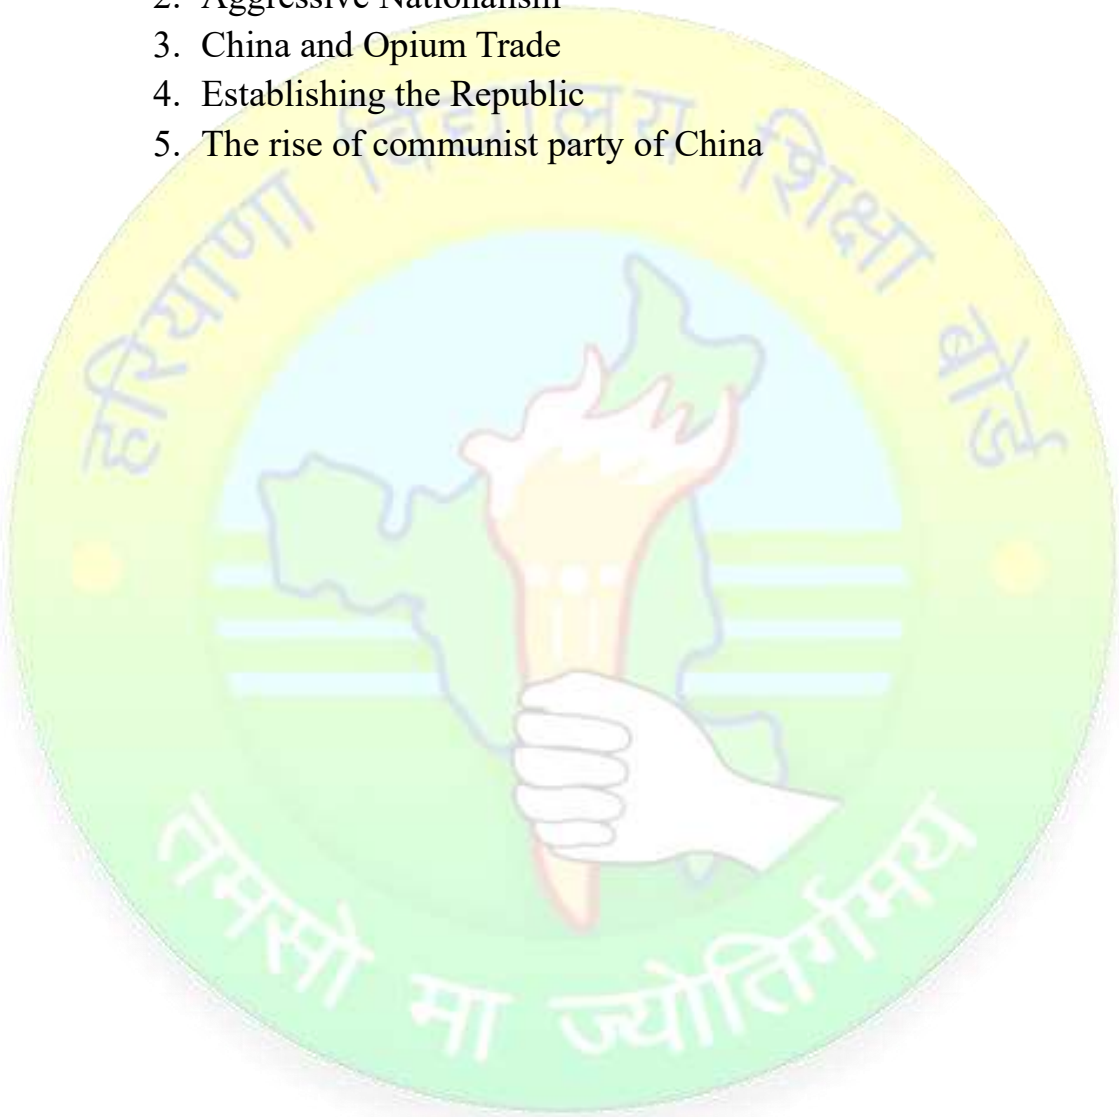 2. Aggressive Nationalism
3. China and Opium Trade
4. Establishing the Republic
5. The rise of communist party of China
हरियाणा विद्यालय शिक्षा बोर्ड
तमसो मा ज्योतिर्गमय